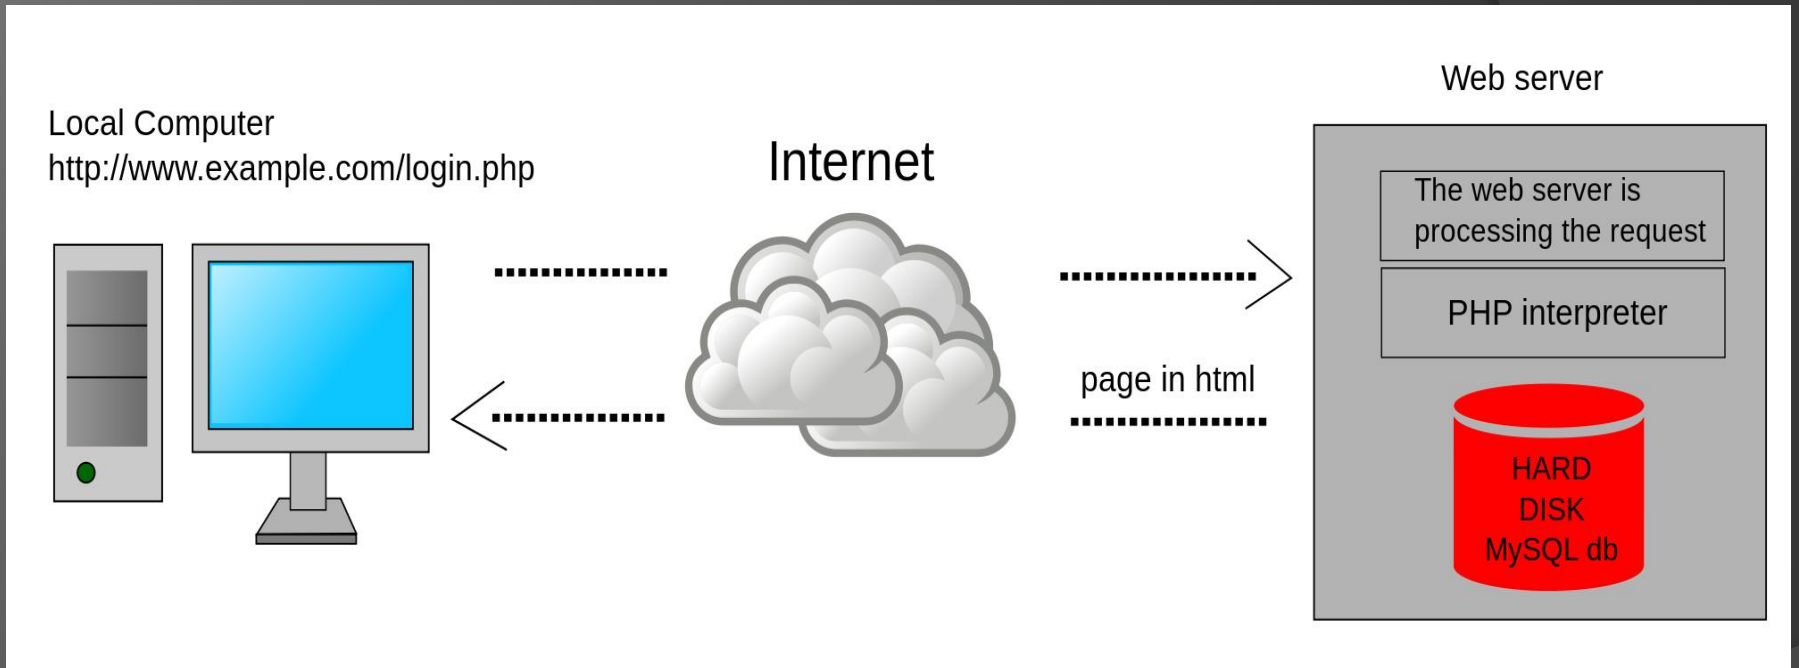 Local Computer
http://www.example.com/login.php
Internet
Web server
The web server is
processing the request
PHP interpreter
page in html
HARD
DISK
MySQL db